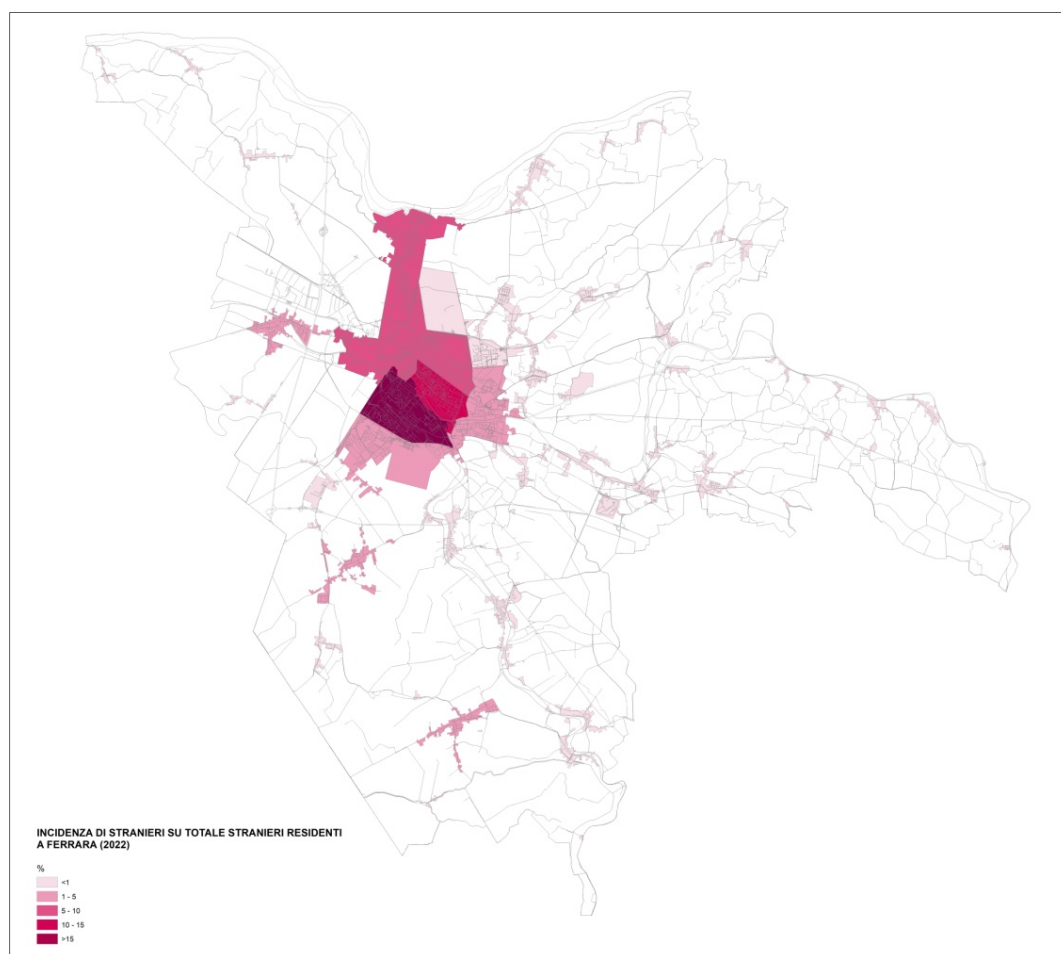 INCIDENZA DI STRANIERI SU TOTALE STRANIERI RESIDENTI
A FERRARA (2022)
%
<1
1 - 5
5 - 10
10 - 15
>15